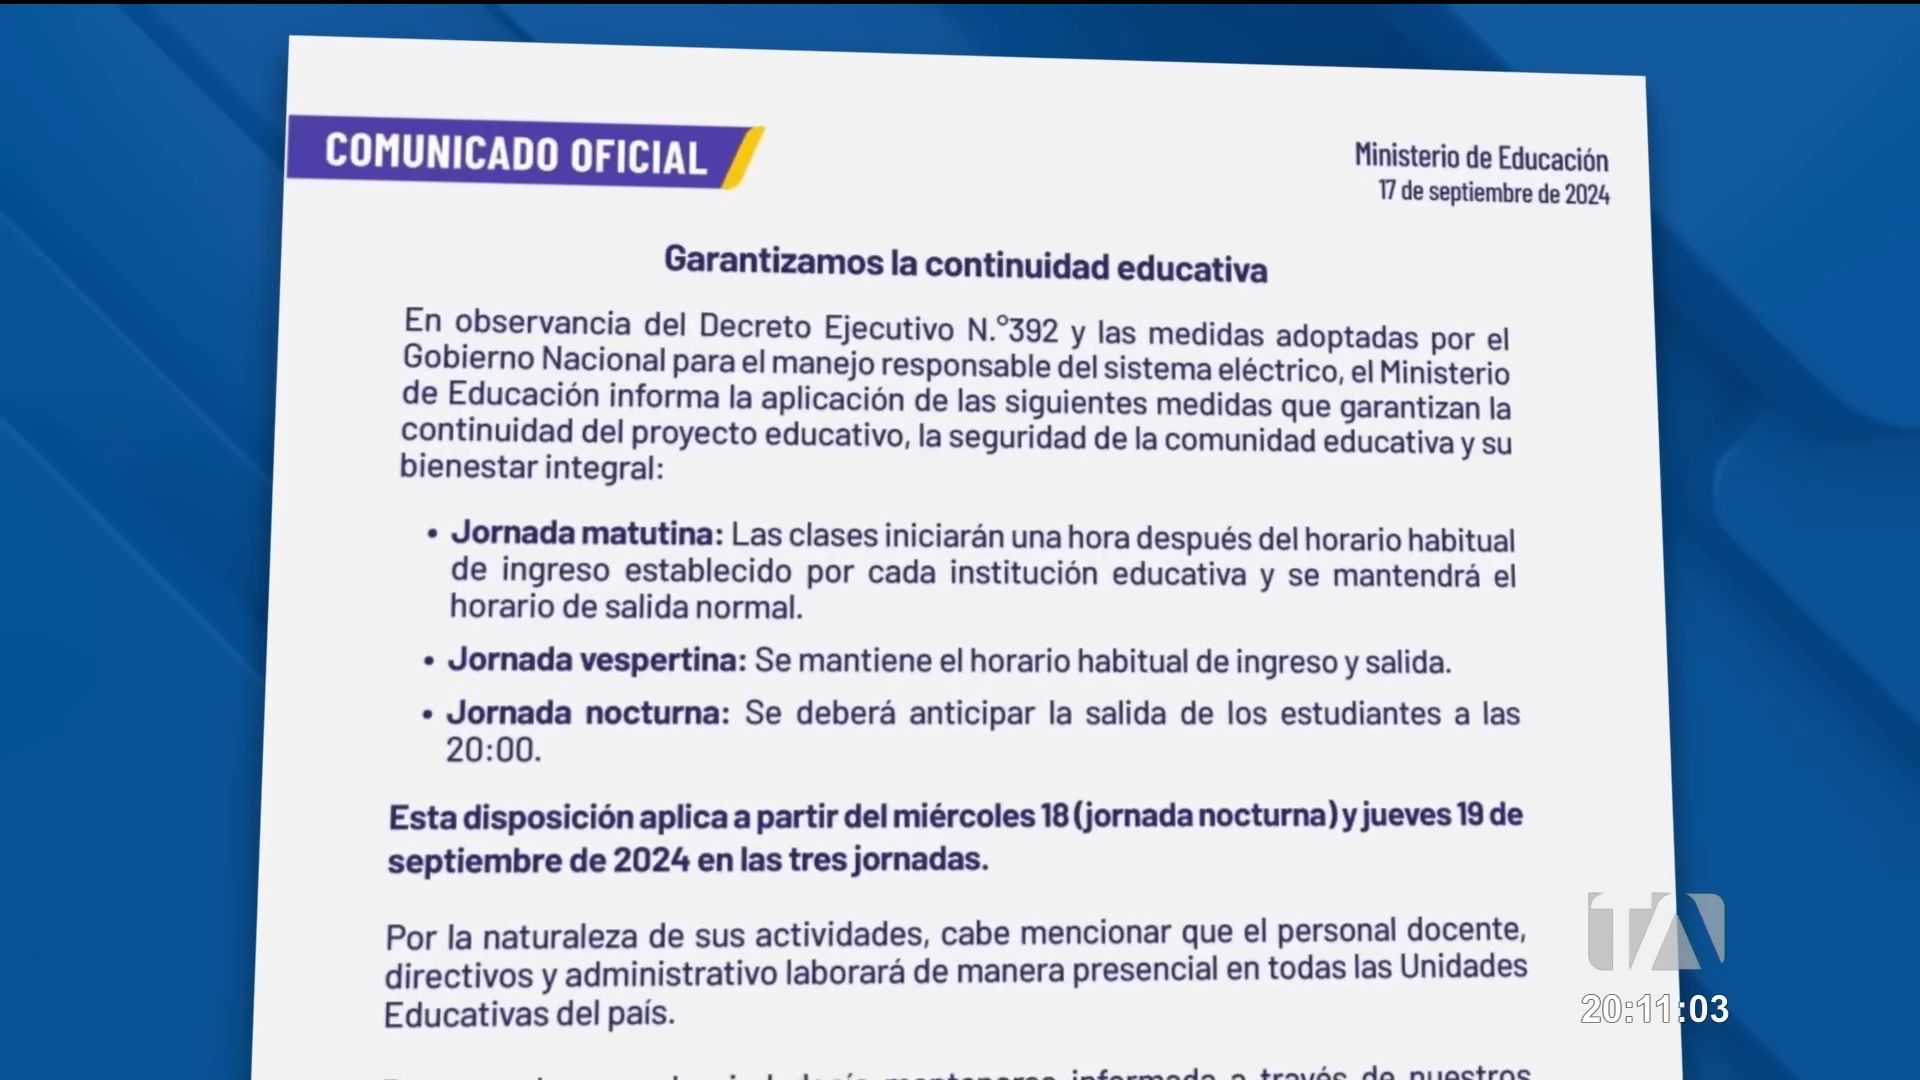 COMUNICADO OFICIAL
Ministerio de Educación
17 de septiembre de 2024
Garantizamos la continuidad educativa
En observancia del Decreto Ejecutivo N.°392 y las medidas adoptadas por el
Gobierno Nacional para el manejo responsable del sistema eléctrico, el Ministerio
de Educación informa la aplicación de las siguientes medidas que garantizan la
continuidad del proyecto educativo, la seguridad de la comunidad educativa y su
bienestar integral:
• Jornada matutina: Las clases iniciarán una hora después del horario habitual
de ingreso establecido por cada institución educativa y se mantendrá el
horario de salida normal.
• Jornada vespertina: Se mantiene el horario habitual de ingreso y salida.
• Jornada nocturna: Se deberá anticipar la salida de los estudiantes a las
20:00.
Esta disposición aplica a partir del miércoles 18 (jornada nocturna) y jueves 19 de
septiembre de 2024 en las tres jornadas.
Por la naturaleza de sus actividades, cabe mencionar que el personal docente,
directivos y administrativo laborará de manera presencial en todas las Unidades
Educativas del país.
informada a través de nuestros
TA
20:11:03